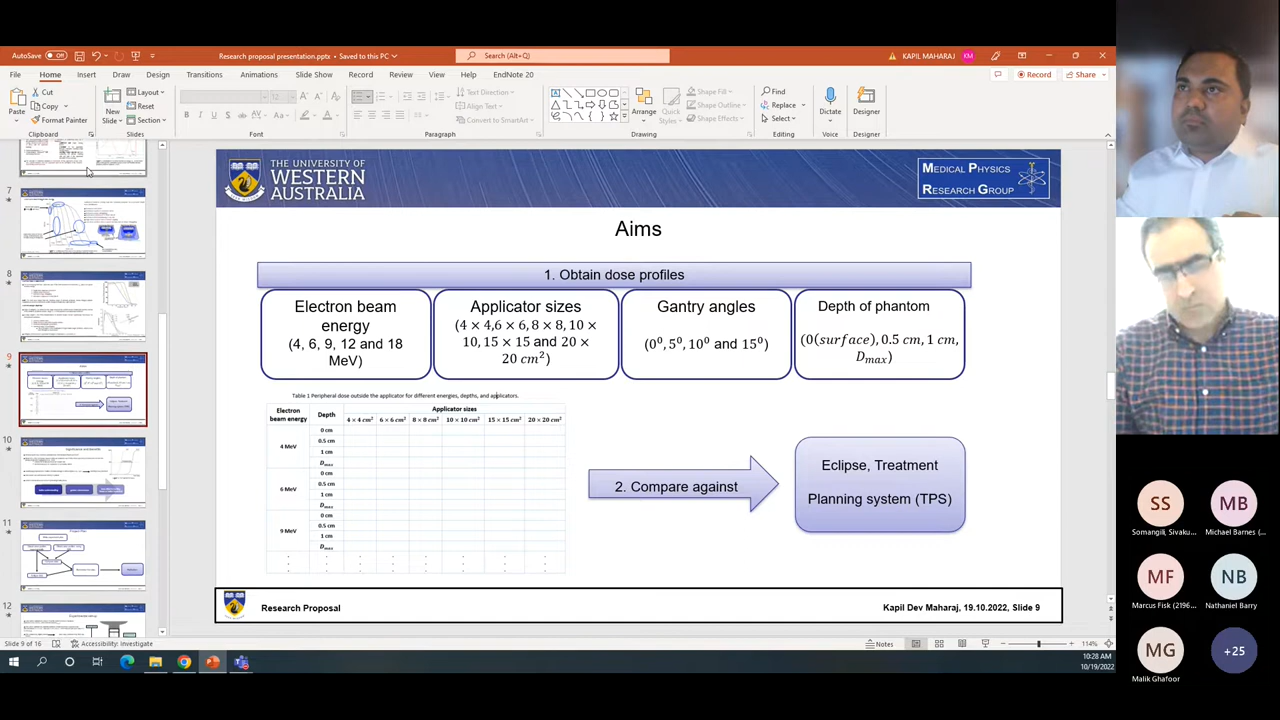 AutoSave Off
Research proposal presentation.pptx • Saved to this PC
Search (Alt+Q)
KAPIL MAHARAJ KM
File Home Insert Draw Design Transitions Animations Slide Show Record Review View Help EndNote 20
Record Share
Paste
Cut
Copy
Format Painter
Clipboard
New Slide
Layout
Reset
Section
Slides
Font
Text Direction
Align Text
Convert to SmartArt
Paragraph
Arrange
Quick Styles
Shape Fill
Shape Outline
Shape Effects
Drawing
Find
Replace
Select
Editing
Dictate
Voice
Designer
Designer
7
8
9
10
11
12
THE UNIVERSITY OF
WESTERN
AUSTRALIA
MEDICAL PHYSICS
RESEARCH GROUP
Aims
1. Obtain dose profiles
Electron beam
energy
(4, 6, 9, 12 and 18
MeV)
Applicator sizes
(4 × 4,6 × 6, 8 × 8, 10 ×
10, 15 × 15 and 20 ×
20 cm²)
Gantry angles
(0⁰, 5⁰, 10⁰ and 15⁰)
Depth of phantom
(0(surface), 0.5 cm, 1 cm,
Dmax)
Table 1 Peripheral dose outside the applicator for different energies, depths, and applicators.
Electron beam energy Depth Applicator sizes
4 × 4 cm² 6 × 6 cm² 8 × 8 cm² 10 × 10 cm² 15 × 15 cm² 20 × 20 cm²
4 MeV
0 cm
0.5 cm
1 cm
Dmax
6 MeV
0 cm
0.5 cm
1 cm
Dmax
9 MeV
0 cm
0.5 cm
1 cm
Dmax
2. Compare against
Eclipse, Treatment
Planning system (TPS)
Research Proposal
Kapil Dev Maharaj, 19.10.2022, Slide 9
Slide 9 of 16
Accessibility: Investigate
Notes
114%
10:28 AM
10/19/2022
SS
Somangili, Sivaku...
MB
Michael Barnes (...
MF
Marcus Fisk (2196...
NB
Nathaniel Barry
MG
Malik Ghafoor
+25